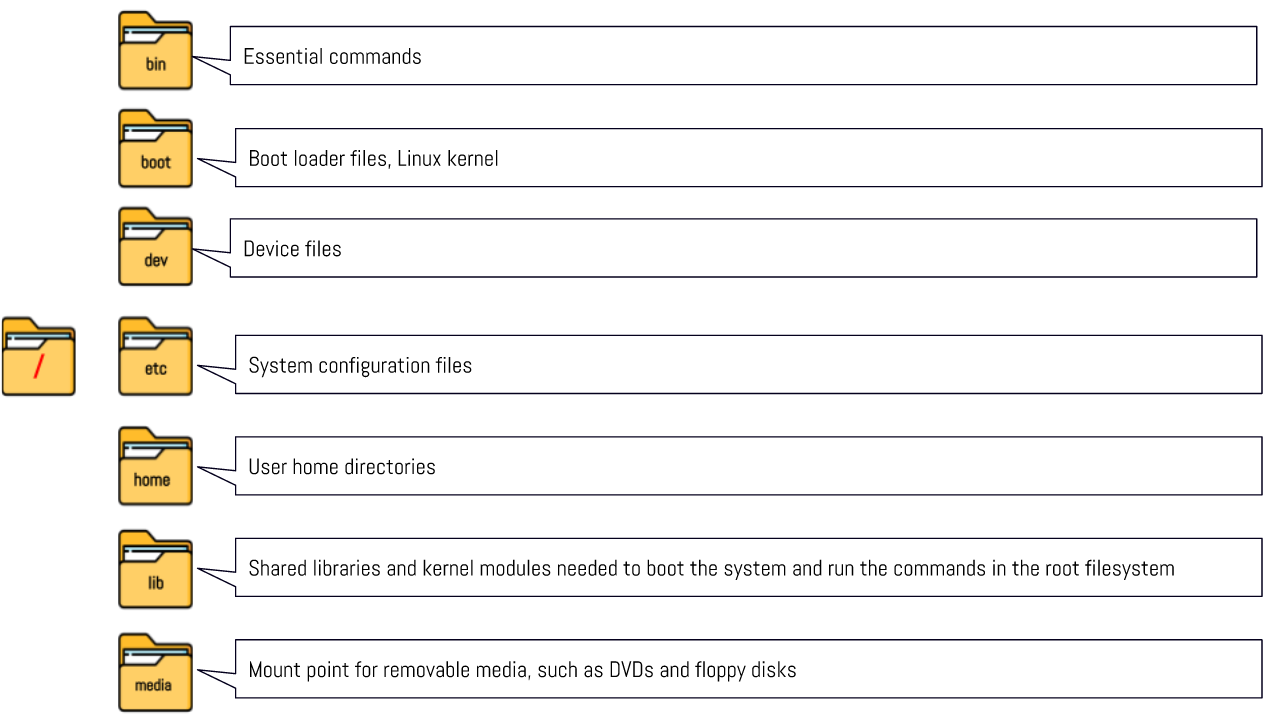 bin
Essential commands
boot
Boot loader files, Linux kernel
dev
Device files
/
etc
System configuration files
home
User home directories
lib
Shared libraries and kernel modules needed to boot the system and run the commands in the root filesystem
media
Mount point for removable media, such as DVDs and floppy disks